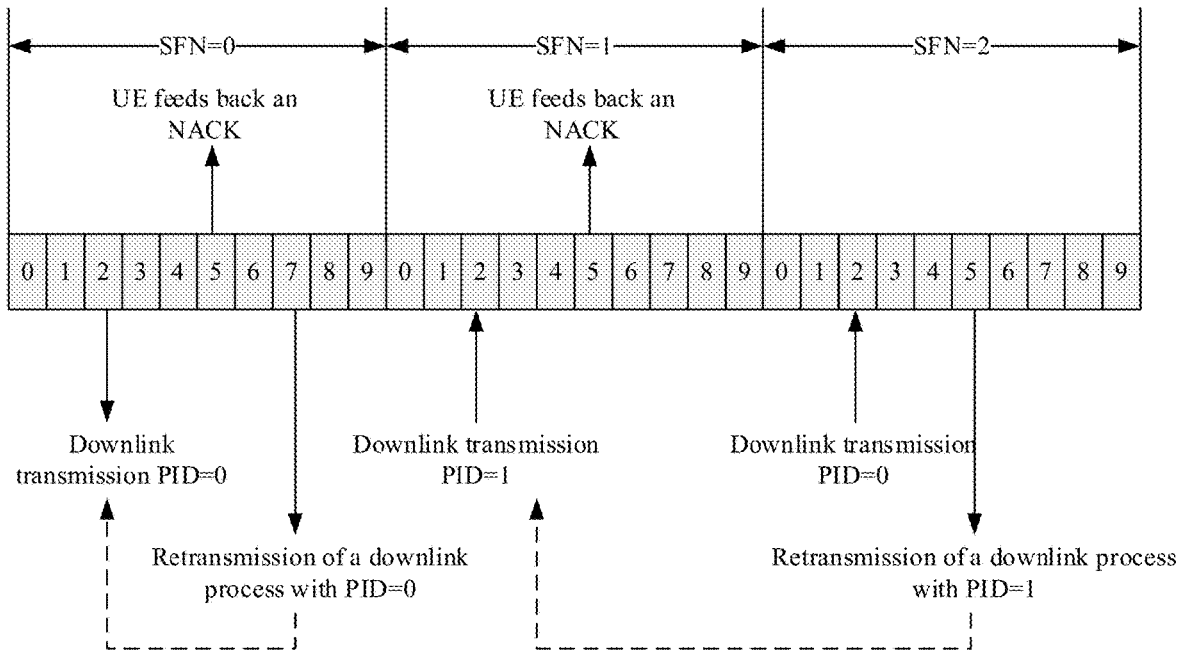 SFN=0 SFN=1 SFN=2
UE feeds back an
NACK
UE feeds back an
NACK
0 1 2 3 4 5 6 7 8 9 0 1 2 3 4 5 6 7 8 9 0 1 2 3 4 5 6 7 8 9
Downlink
transmission PID=0
Downlink transmission
PID=1
Downlink transmission
PID=0
Retransmission of a downlink
process with PID=0
Retransmission of a downlink process
with PID=1